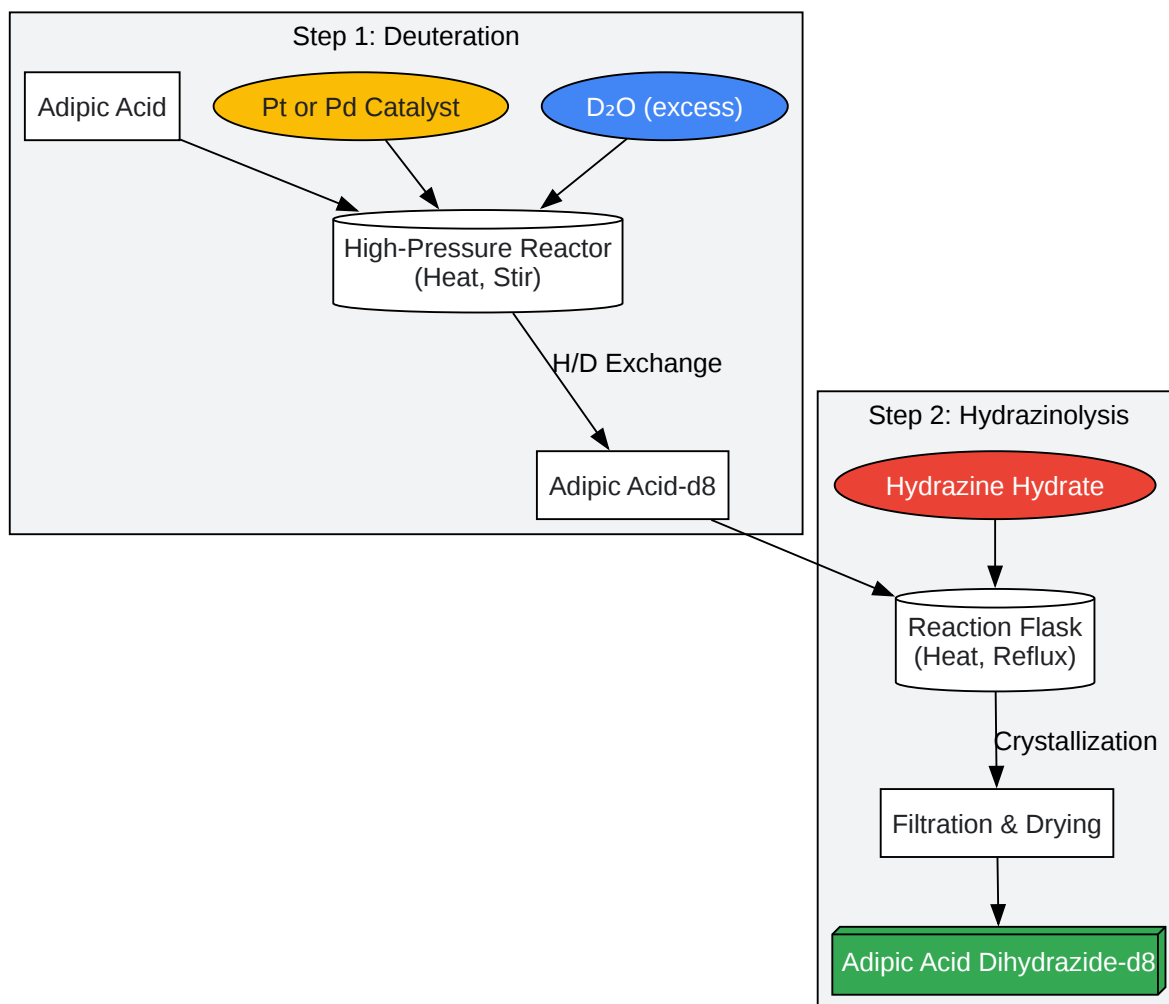 Step 1: Deuteration
Adipic Acid
Pt or Pd Catalyst
D₂O (excess)
High-Pressure Reactor
(Heat, Stir)
H/D Exchange
Adipic Acid-d8
Step 2: Hydrazinolysis
Hydrazine Hydrate
Reaction Flask
(Heat, Reflux)
Crystallization
Filtration & Drying
Adipic Acid Dihydrazide-d8